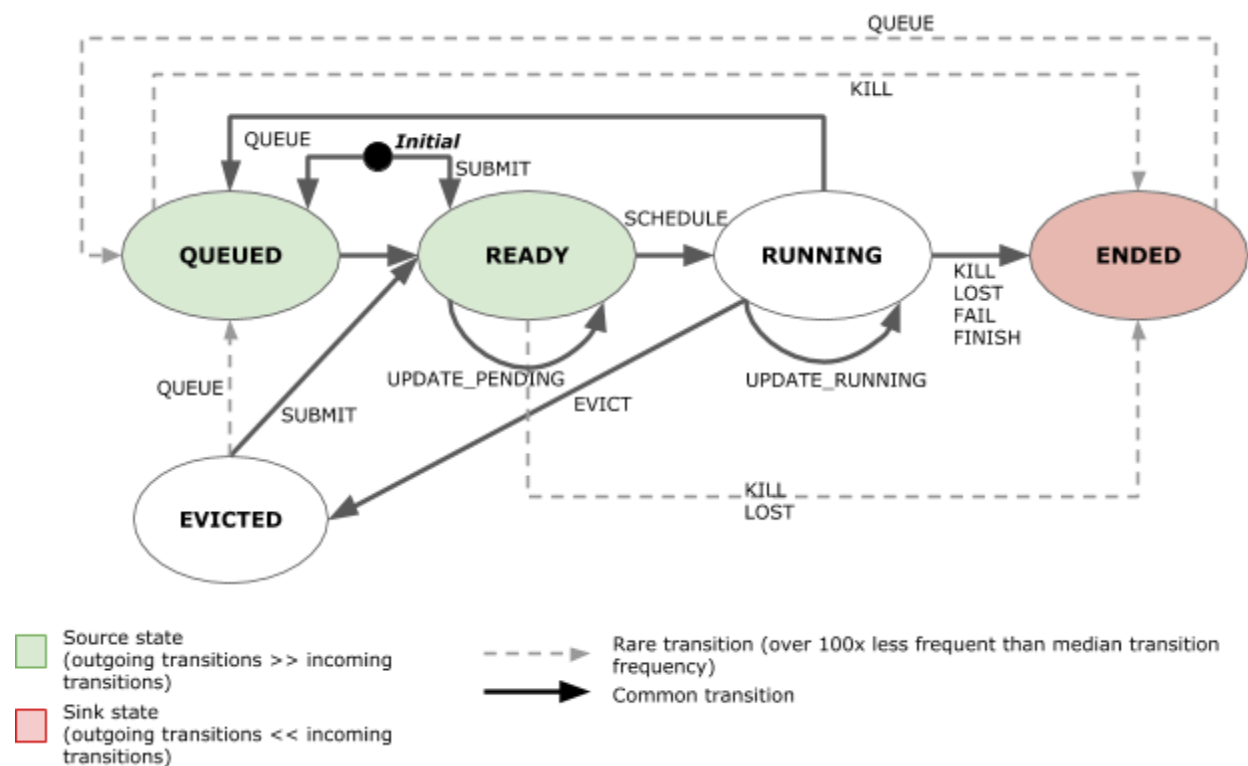 QUEUE
KILL
QUEUE
Initial
SUBMIT
SCHEDULE
QUEUED
READY
RUNNING
ENDED
KILL
LOST
FAIL
FINISH
UPDATE_PENDING
UPDATE_RUNNING
QUEUE
EVICT
SUBMIT
KILL
LOST
EVICTED
Source state
(outgoing transitions >> incoming
transitions)
Sink state
(outgoing transitions << incoming
transitions)
Rare transition (over 100x less frequent than median transition
frequency)
Common transition